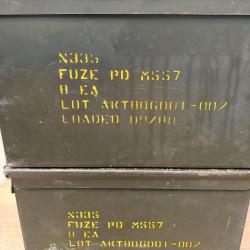 N335
FUZE PD M557
8 EA
LOT AKT80G001-002
LOADED 09/80
N335
FUZE PD M557
8 EA
LOT AKT80G001-002